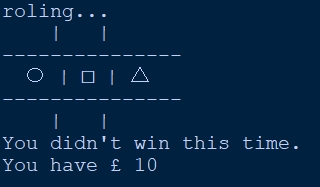 roling...
|   |
---------------
○ | □ | △
---------------
|   |
You didn't win this time.
You have £ 10